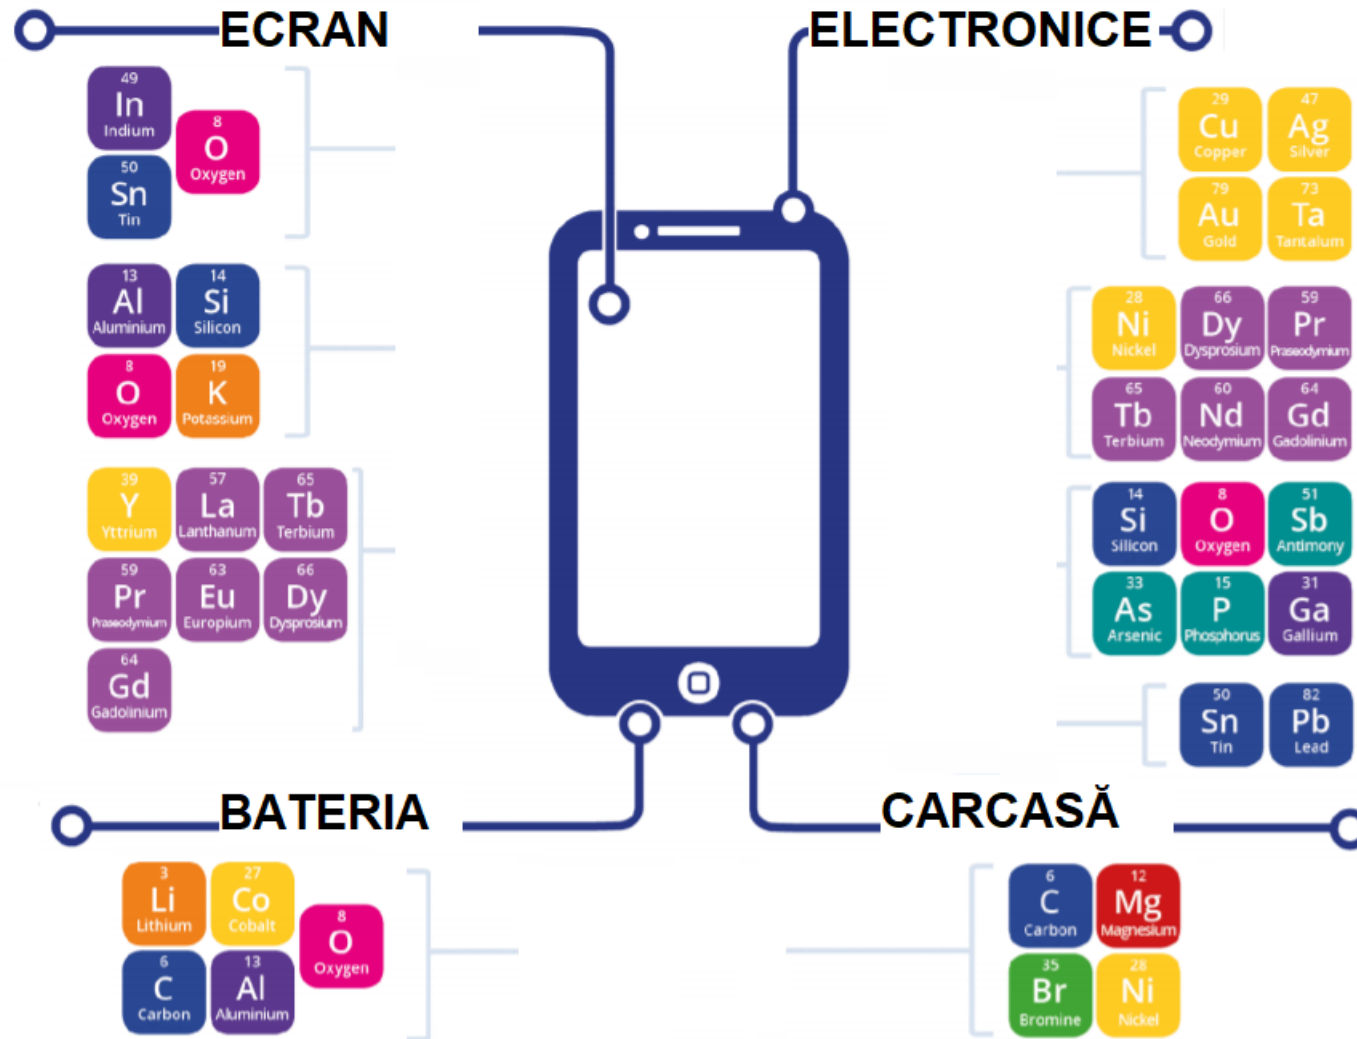 ECRAN
49
In
Indium
8
O
Oxygen
50
Sn
Tin
13
Al
Aluminium
14
Si
Silicon
8
O
Oxygen
19
K
Potassium
39
Y
Yttrium
57
La
Lanthanum
65
Tb
Terbium
59
Pr
Praseodymium
63
Eu
Europium
66
Dy
Dysprosium
64
Gd
Gadolinium
ELECTRONICE
29
Cu
Copper
47
Ag
Silver
79
Au
Gold
73
Ta
Tantalum
28
Ni
Nickel
66
Dy
Dysprosium
59
Pr
Praseodymium
65
Tb
Terbium
60
Nd
Neodymium
64
Gd
Gadolinium
14
Si
Silicon
8
O
Oxygen
51
Sb
Antimony
33
As
Arsenic
15
P
Phosphorus
31
Ga
Gallium
50
Sn
Tin
82
Pb
Lead
BATERIA
3
Li
Lithium
27
Co
Cobalt
8
O
Oxygen
6
C
Carbon
13
Al
Aluminium
CARCASĂ
6
C
Carbon
12
Mg
Magnesium
35
Br
Bromine
28
Ni
Nickel